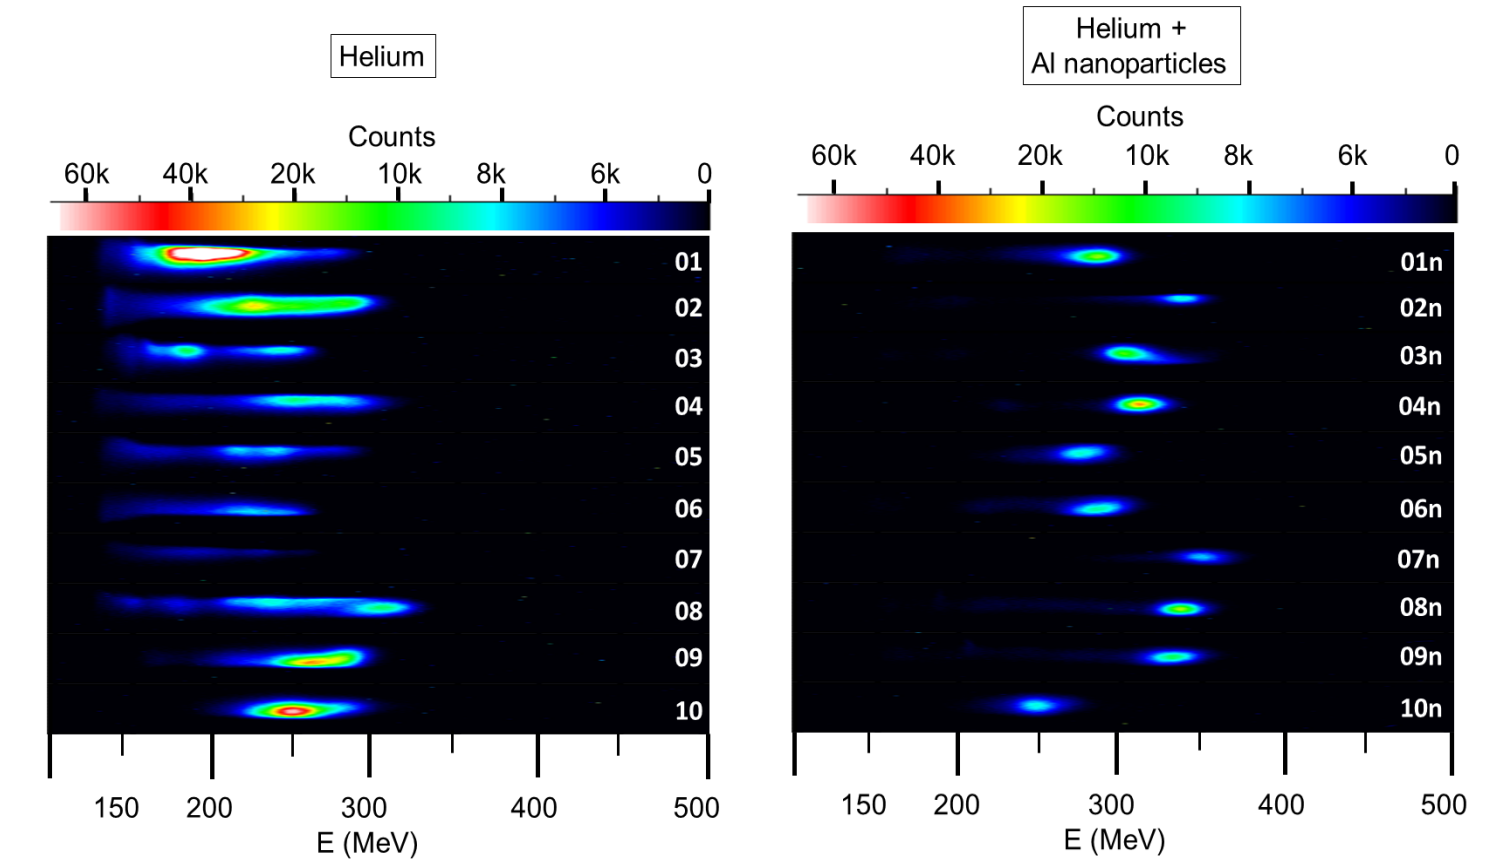 Helium
Counts
60k 40k 20k 10k 8k 6k 0
01
02
03
04
05
06
07
08
09
10
150 200 300 400 500
E (MeV)
Helium +
Al nanoparticles
Counts
60k 40k 20k 10k 8k 6k 0
01n
02n
03n
04n
05n
06n
07n
08n
09n
10n
150 200 300 400 500
E (MeV)